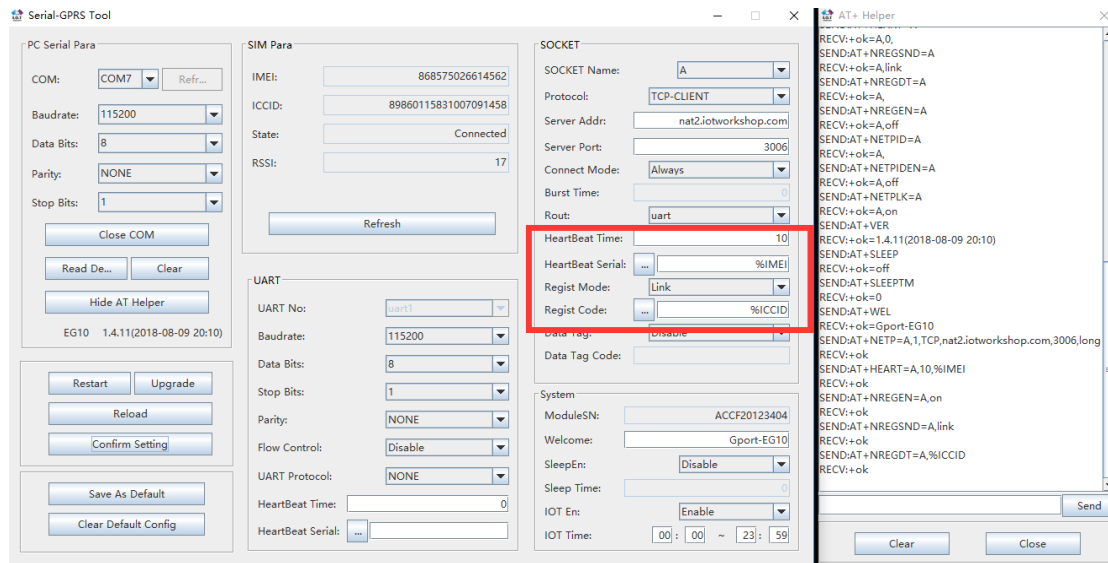 Serial-GPRS Tool
PC Serial Para
COM: COM7 Refr...
Baudrate: 115200
Data Bits: 8
Parity: NONE
Stop Bits: 1
Close COM
Read De... Clear
Hide AT Helper
EG10 1.4.11(2018-08-09 20:10)
Restart Upgrade
Reload
Confirm Setting
Save As Default
Clear Default Config
SIM Para
IMEI: 868575026614562
ICCID: 89860115831007091458
State: Connected
RSSI: 17
Refresh
UART
UART No: uart1
Baudrate: 115200
Data Bits: 8
Stop Bits: 1
Parity: NONE
Flow Control: Disable
UART Protocol: NONE
HeartBeat Time: 0
HeartBeat Serial: ...
SOCKET
SOCKET Name: A
Protocol: TCP-CLIENT
Server Addr: nat2.iotworkshop.com
Server Port: 3006
Connect Mode: Always
Burst Time: 0
Rout: uart
HeartBeat Time: 10
HeartBeat Serial: ... %IMEI
Regist Mode: Link
Regist Code: ... %ICCID
Data Tag: Disable
Data Tag Code:
System
ModuleSN: ACCF20123404
Welcome: Gport-EG10
SleepEn: Disable
Sleep Time: 0
IOT En: Enable
IOT Time: 00 : 00 ~ 23 : 59
AT+ Helper
RECV:+ok=A,0,
SEND:AT+NREGSND=A
RECV:+ok=A,link
SEND:AT+NREGDT=A
RECV:+ok=A,
SEND:AT+NREGEN=A
RECV:+ok=A,off
SEND:AT+NETPID=A
RECV:+ok=A,
SEND:AT+NETPIDEN=A
RECV:+ok=A,off
SEND:AT+NETPLK=A
RECV:+ok=A,on
SEND:AT+VER
RECV:+ok=1.4.11(2018-08-09 20:10)
SEND:AT+SLEEP
RECV:+ok=off
SEND:AT+SLEEPTM
RECV:+ok=0
SEND:AT+WEL
RECV:+ok=Gport-EG10
SEND:AT+NETP=A,1,TCP,nat2.iotworkshop.com,3006,long
RECV:+ok
SEND:AT+HEART=A,10,%IMEI
RECV:+ok
SEND:AT+NREGEN=A,on
RECV:+ok
SEND:AT+NREGSND=A,link
RECV:+ok
SEND:AT+NREGDT=A,%ICCID
RECV:+ok
Send
Clear Close